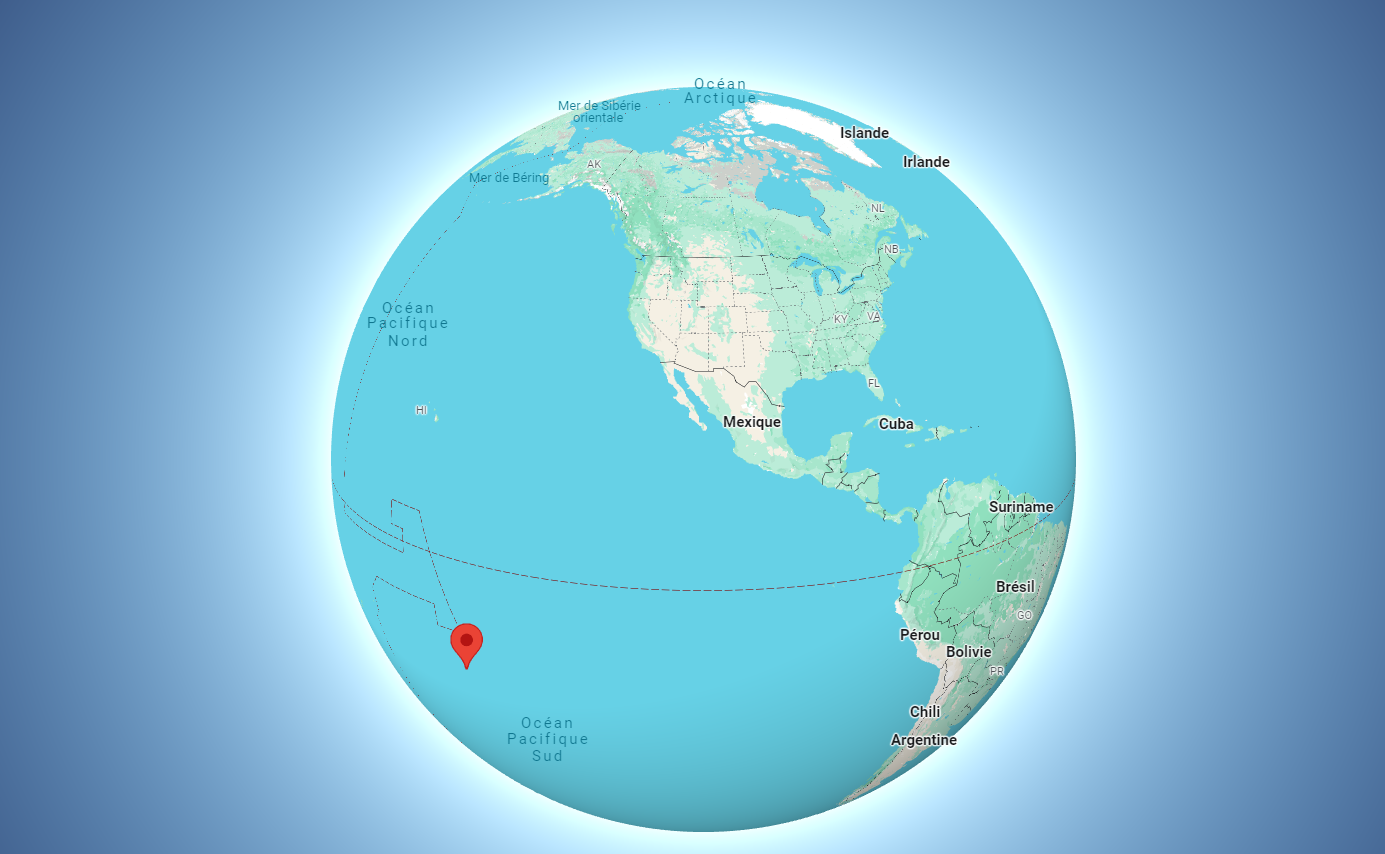 Océan
Arctique
Mer de Sibérie
orientale
Islande
Irlande
AK
Mer de Béring
NL
NB
Océan
Pacifique
Nord
KY
VA
FL
HI
Mexique
Cuba
Suriname
Brésil
GO
Pérou
Bolivie
PR
Chili
Argentine
Océan
Pacifique
Sud